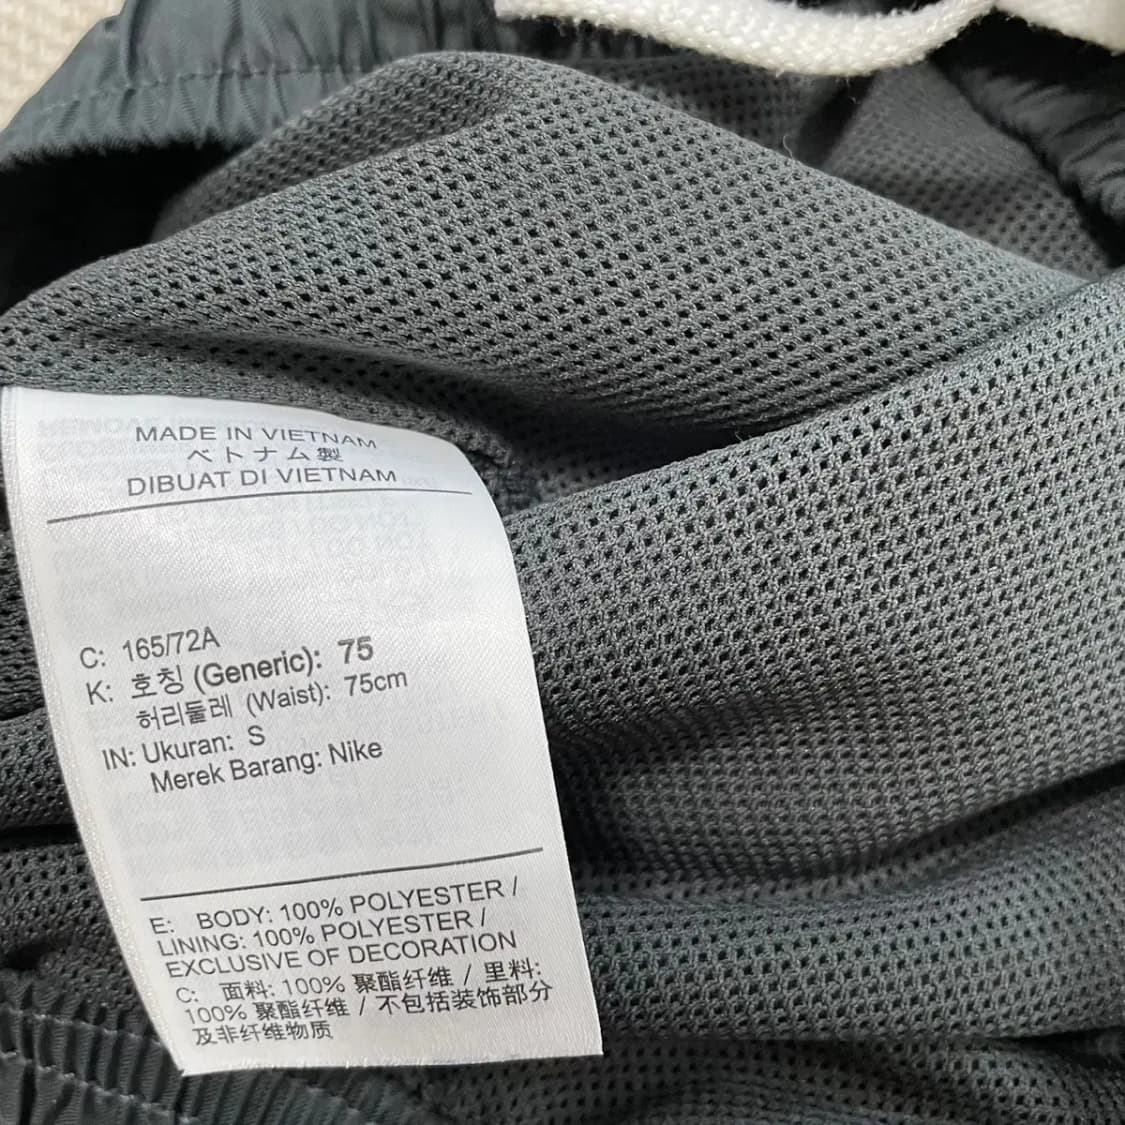 MADE IN VIETNAM
ベトナム製
DIBUAT DI VIETNAM
C: 165/72A
K: 호칭 (Generic): 75
허리둘레 (Waist): 75cm
IN: Ukuran: S
Merek Barang: Nike
E: BODY: 100% POLYESTER /
LINING: 100% POLYESTER /
EXCLUSIVE OF DECORATION
C: 面料: 100% 聚酯纤维 / 里料:
100% 聚酯纤维 / 不包括装饰部分
及非纤维物质